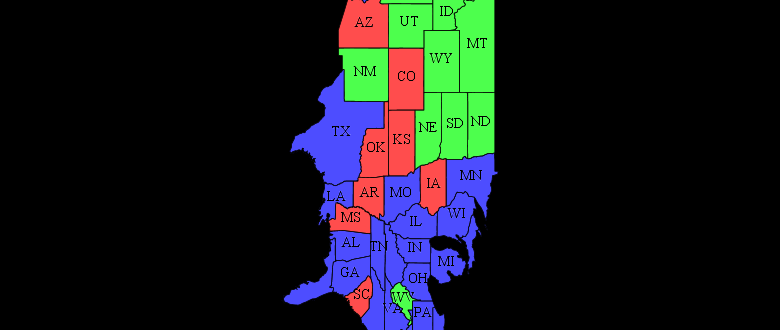 ID
AZ UT
MT
WY
NM CO
ND
SD
NE
TX
KS
OK
MN
IA
AR MO
LA
WI
MS IL
AL TN IN
MI
GA
OH
SC WV
VA
PA